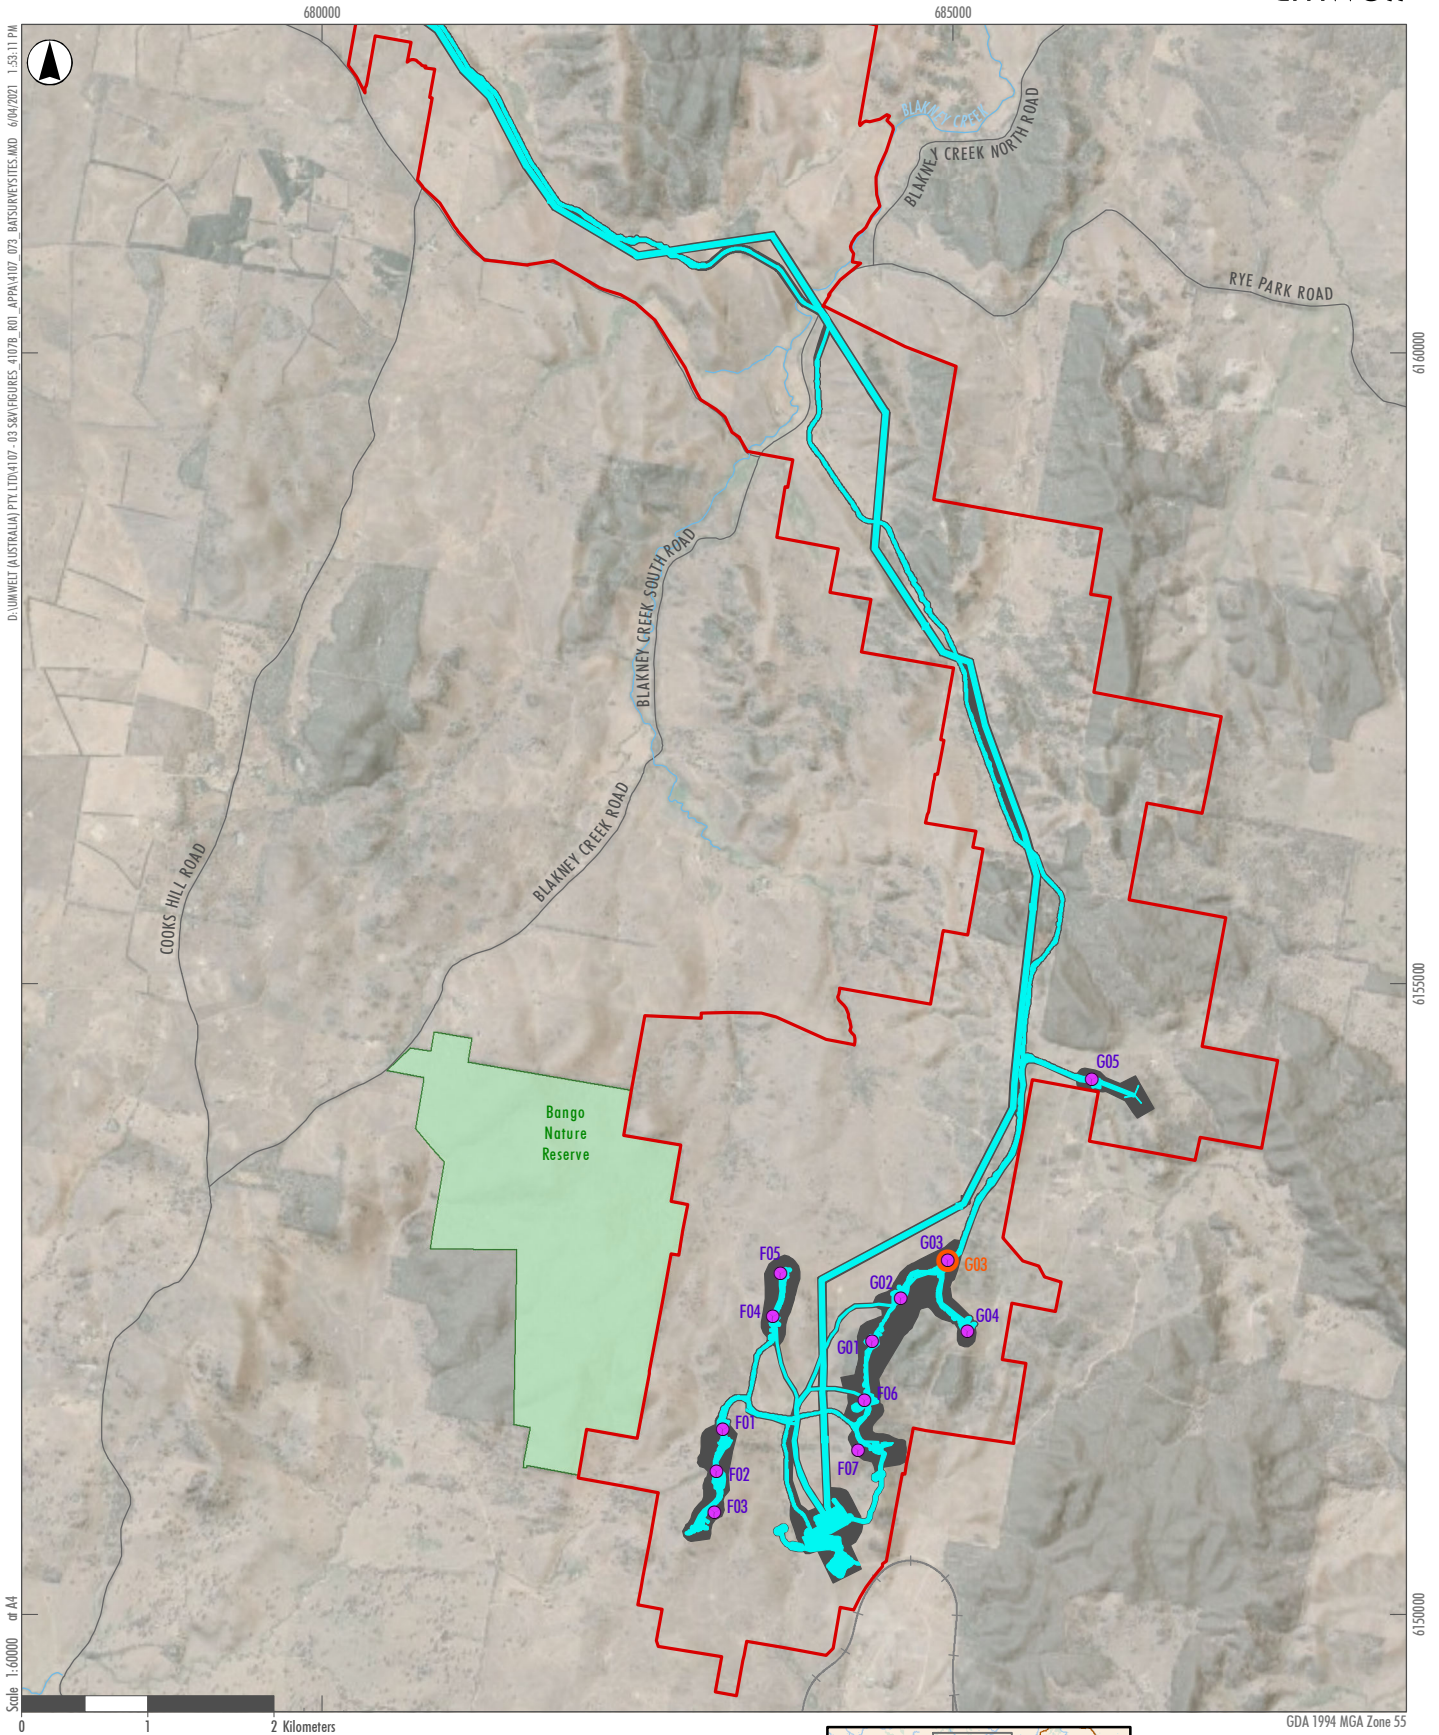 680000
685000
D:\UMWELT (AUSTRALIA) PTY. LTD\4107 - 03 S&V\FIGURES_4107B_R01_APPA\4107_073_BATSURVEYSITES.MXD 6/04/2021 1:53:11 PM
BLAKNEY CREEK
BLAKNEY CREEK NORTH ROAD
RYE PARK ROAD
6160000
BLAKNEY CREEK SOUTH ROAD
BLAKNEY CREEK ROAD
COOKS HILL ROAD
6155000
G05
Bango
Nature
Reserve
G03
G03
F05
G02
F04
G04
G01
F06
F01
F07
F02
F03
6150000
Scale 1:60000 at A4
0 1 2 Kilometers
GDA 1994 MGA Zone 55